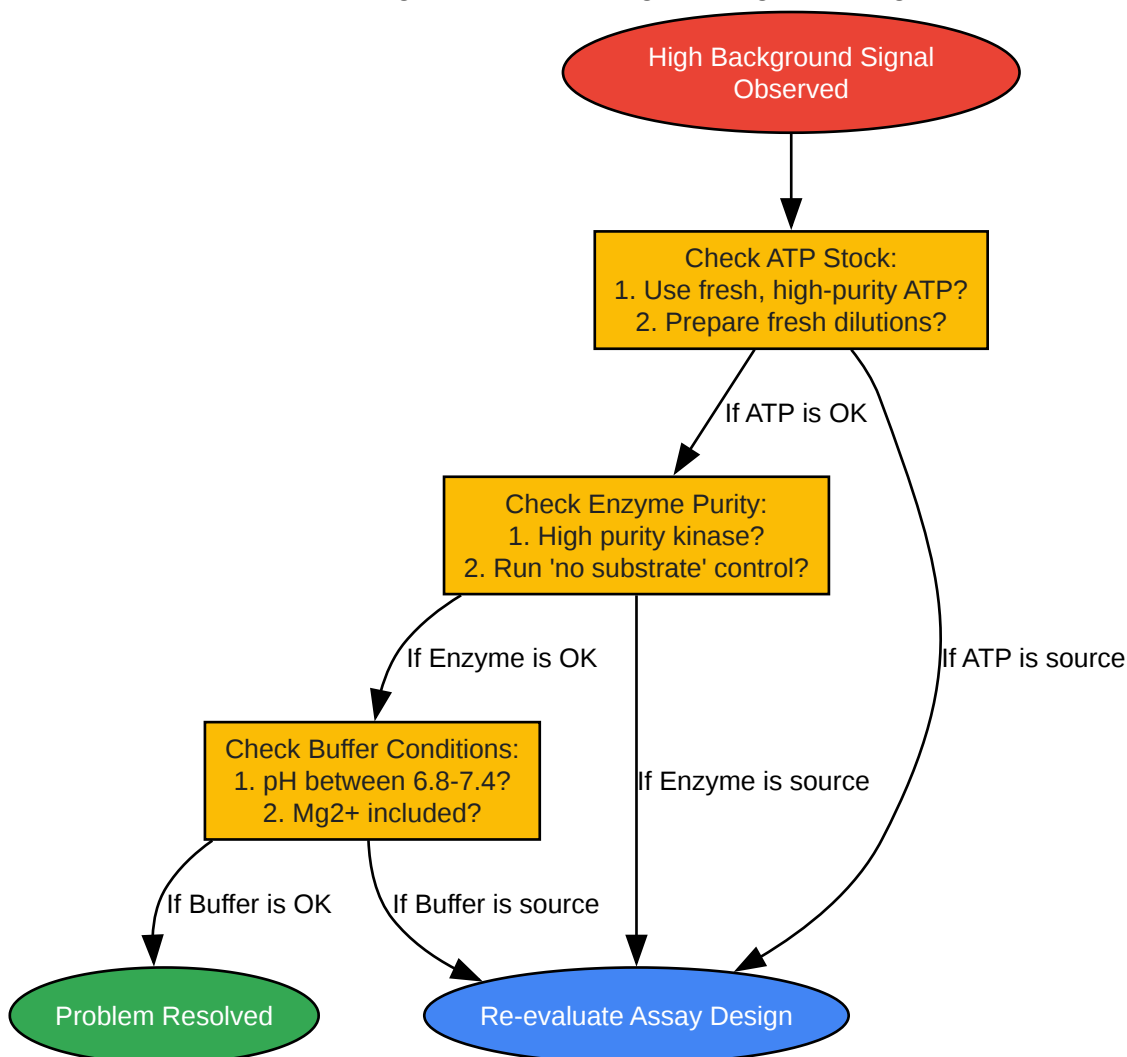 High Background Signal
Observed
Check ATP Stock:
1. Use fresh, high-purity ATP?
2. Prepare fresh dilutions?
If ATP is OK
Check Enzyme Purity:
1. High purity kinase?
2. Run 'no substrate' control?
If Enzyme is OK
If ATP is source
Check Buffer Conditions:
1. pH between 6.8-7.4?
2. Mg2+ included?
If Enzyme is source
If Buffer is OK
If Buffer is source
Problem Resolved
Re-evaluate Assay Design